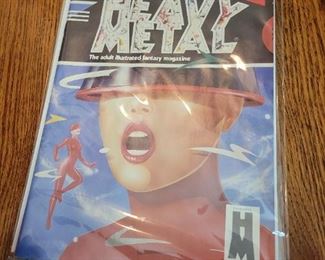 HEAVY
METAL
The adult illustrated fantasy magazine
HM